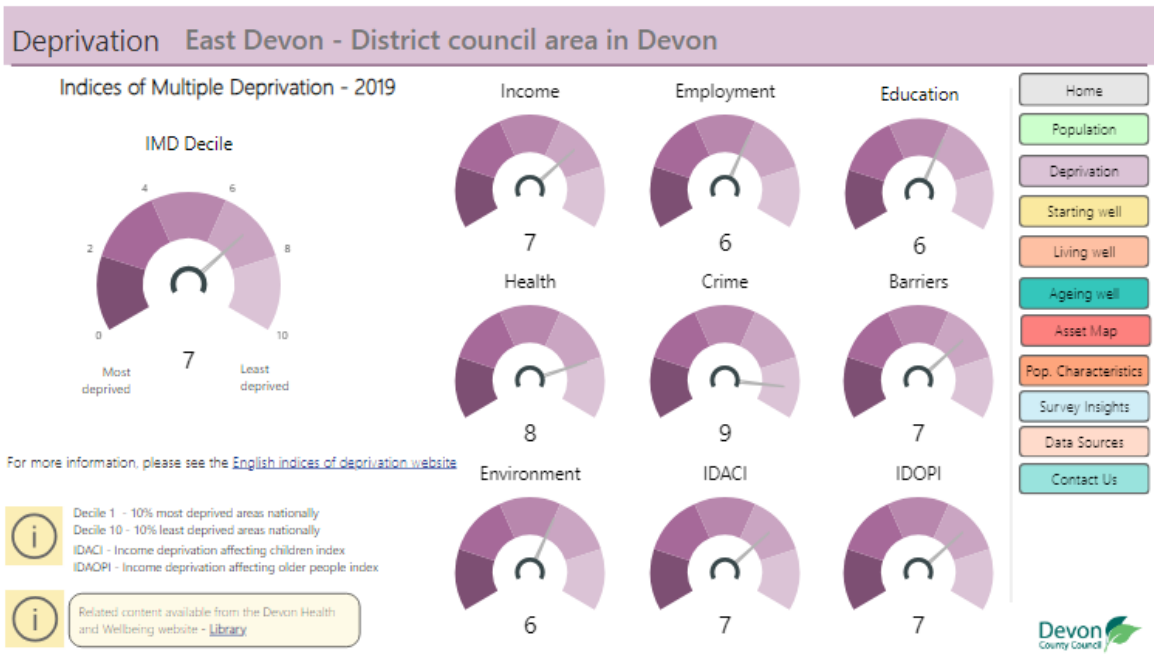 Deprivation East Devon - District council area in Devon
Indices of Multiple Deprivation - 2019
IMD Decile
0
2
4
6
8
10
7
Most
deprived
Least
deprived
For more information, please see the English indices of deprivation website
i
Decile 1 - 10% most deprived areas nationally
Decile 10 - 10% least deprived areas nationally
IDACI - Income deprivation affecting children index
IDAOPI - Income deprivation affecting older people index
i
Related content available from the Devon Health
and Wellbeing website - Library
Income
7
Employment
6
Education
6
Health
8
Crime
9
Barriers
7
Environment
6
IDACI
7
IDOPI
7
Home
Population
Deprivation
Starting well
Living well
Ageing well
Asset Map
Pop. Characteristics
Survey Insights
Data Sources
Contact Us
Devon
County Council